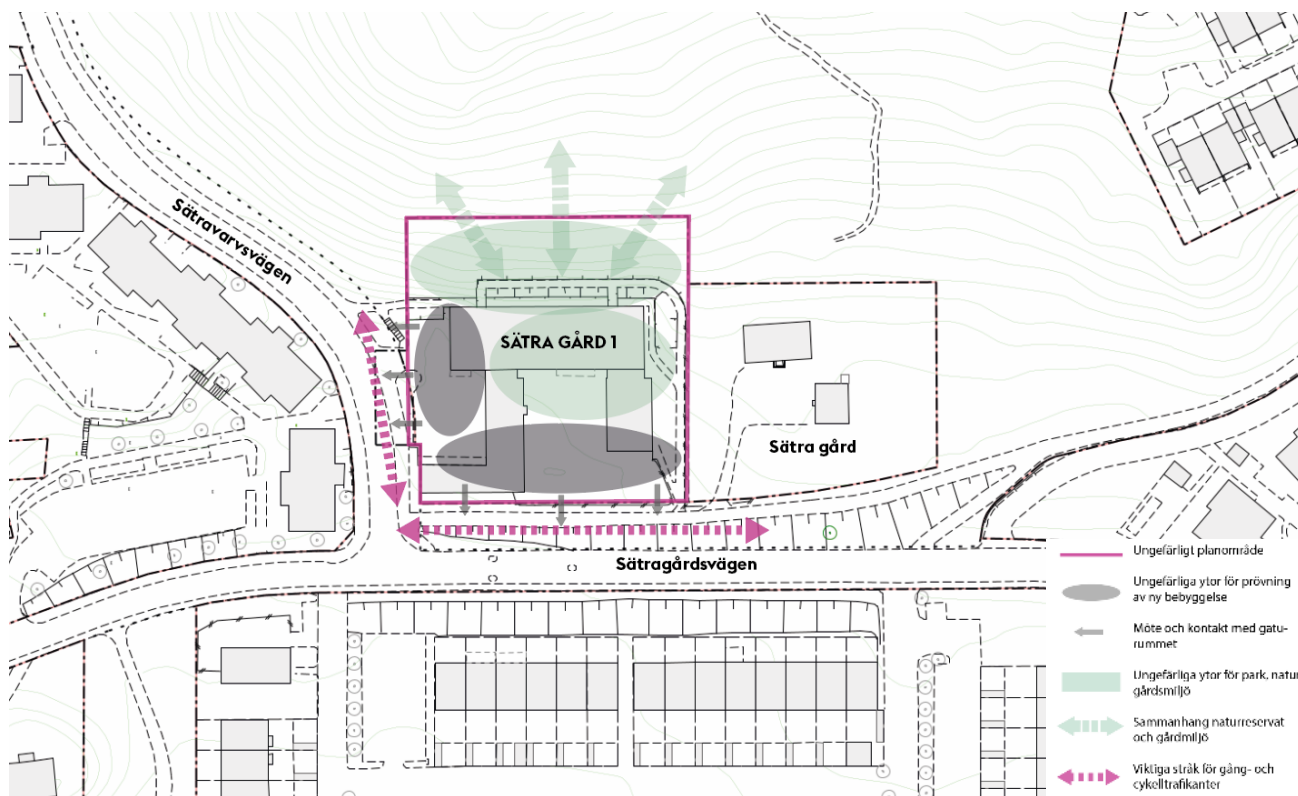 Sätravarvsvägen
SÄTRA GÅRD 1
Sätra gård
Sätragårdsvägen
Ungefärligt planområde
Ungefärliga ytor för prövning
av ny bebyggelse
Möte och kontakt med gatu-
rummet
Ungefärliga ytor för park, natur
gårdsmiljö
Sammanhang naturreservat
och gårdmiljö
Viktiga stråk för gång- och
cykelltrafikanter